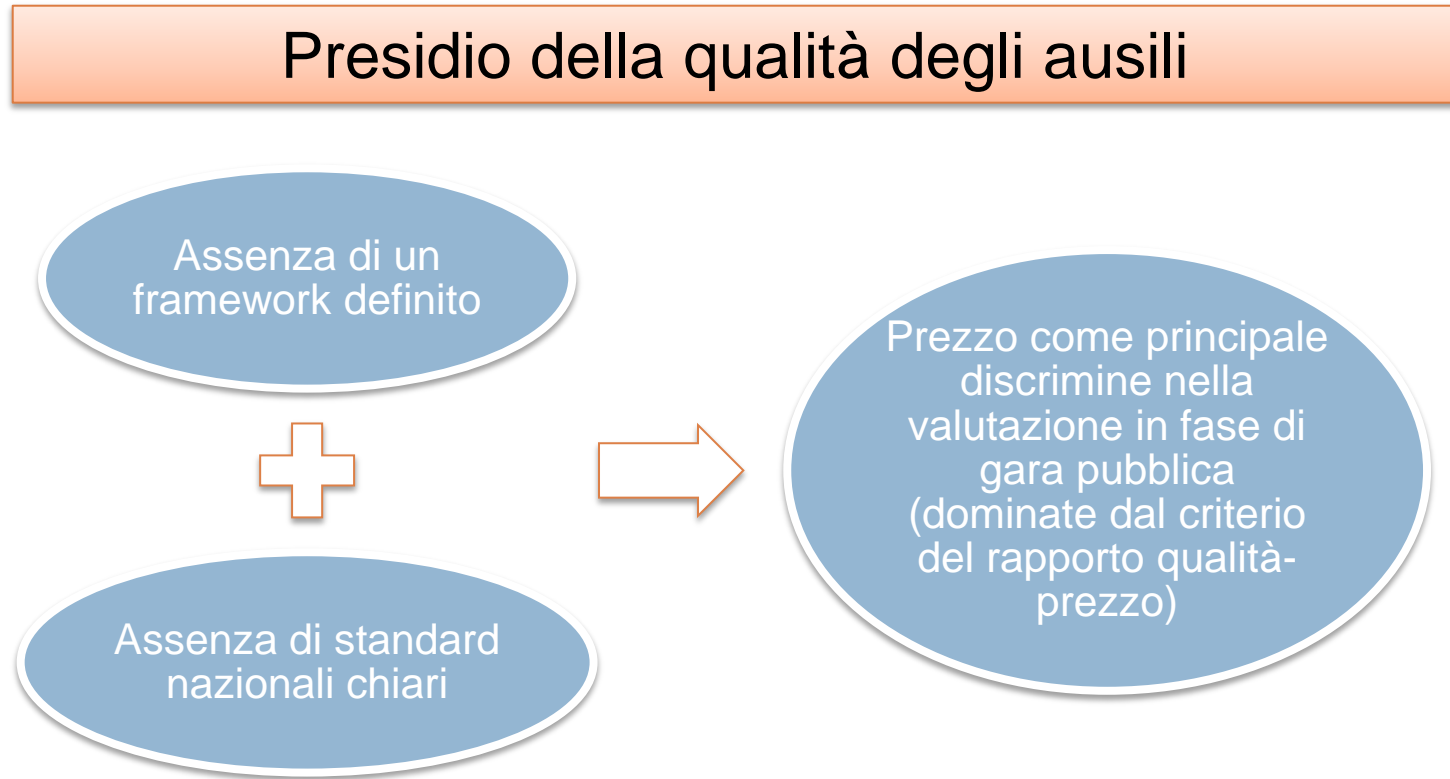 Presidio della qualità degli ausili
Assenza di un
framework definito
Assenza di standard
nazionali chiari
Prezzo come principale
discrimine nella
valutazione in fase di
gara pubblica
(dominate dal criterio
del rapporto qualità-
prezzo)